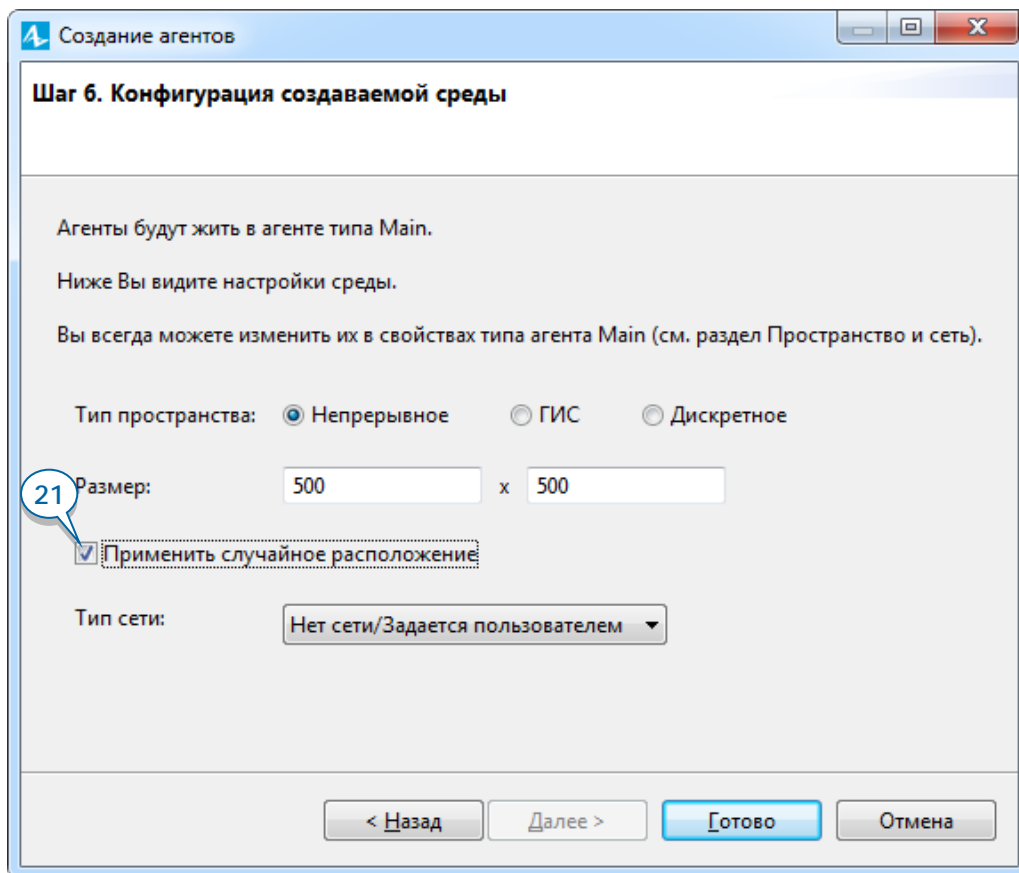 Создание агентов
Шаг 6. Конфигурация создаваемой среды
Агенты будут жить в агенте типа Main.
Ниже Вы видите настройки среды.
Вы всегда можете изменить их в свойствах типа агента Main (см. раздел Пространство и сеть).
Тип пространства: Непрерывное ГИС Дискретное
21 Размер: 500 x 500
Применить случайное расположение
Тип сети: Нет сети/Задается пользователем
< Назад Далее > Готово Отмена